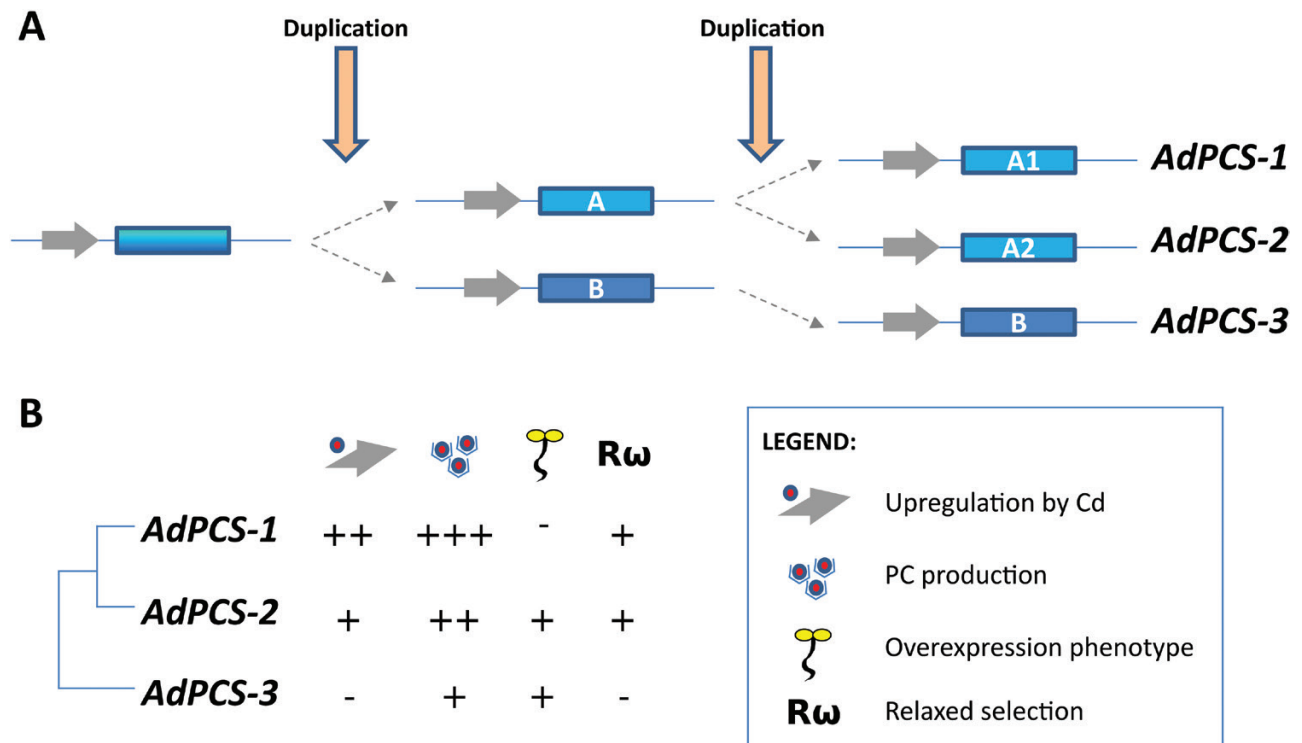 A
Duplication Duplication
A1 AdPCS-1
A
A2 AdPCS-2
B
B AdPCS-3
B
Rω
AdPCS-1 ++ +++ - +
AdPCS-2 + ++ + +
AdPCS-3 - + + -
LEGEND:
Upregulation by Cd
PC production
Overexpression phenotype
Rω Relaxed selection